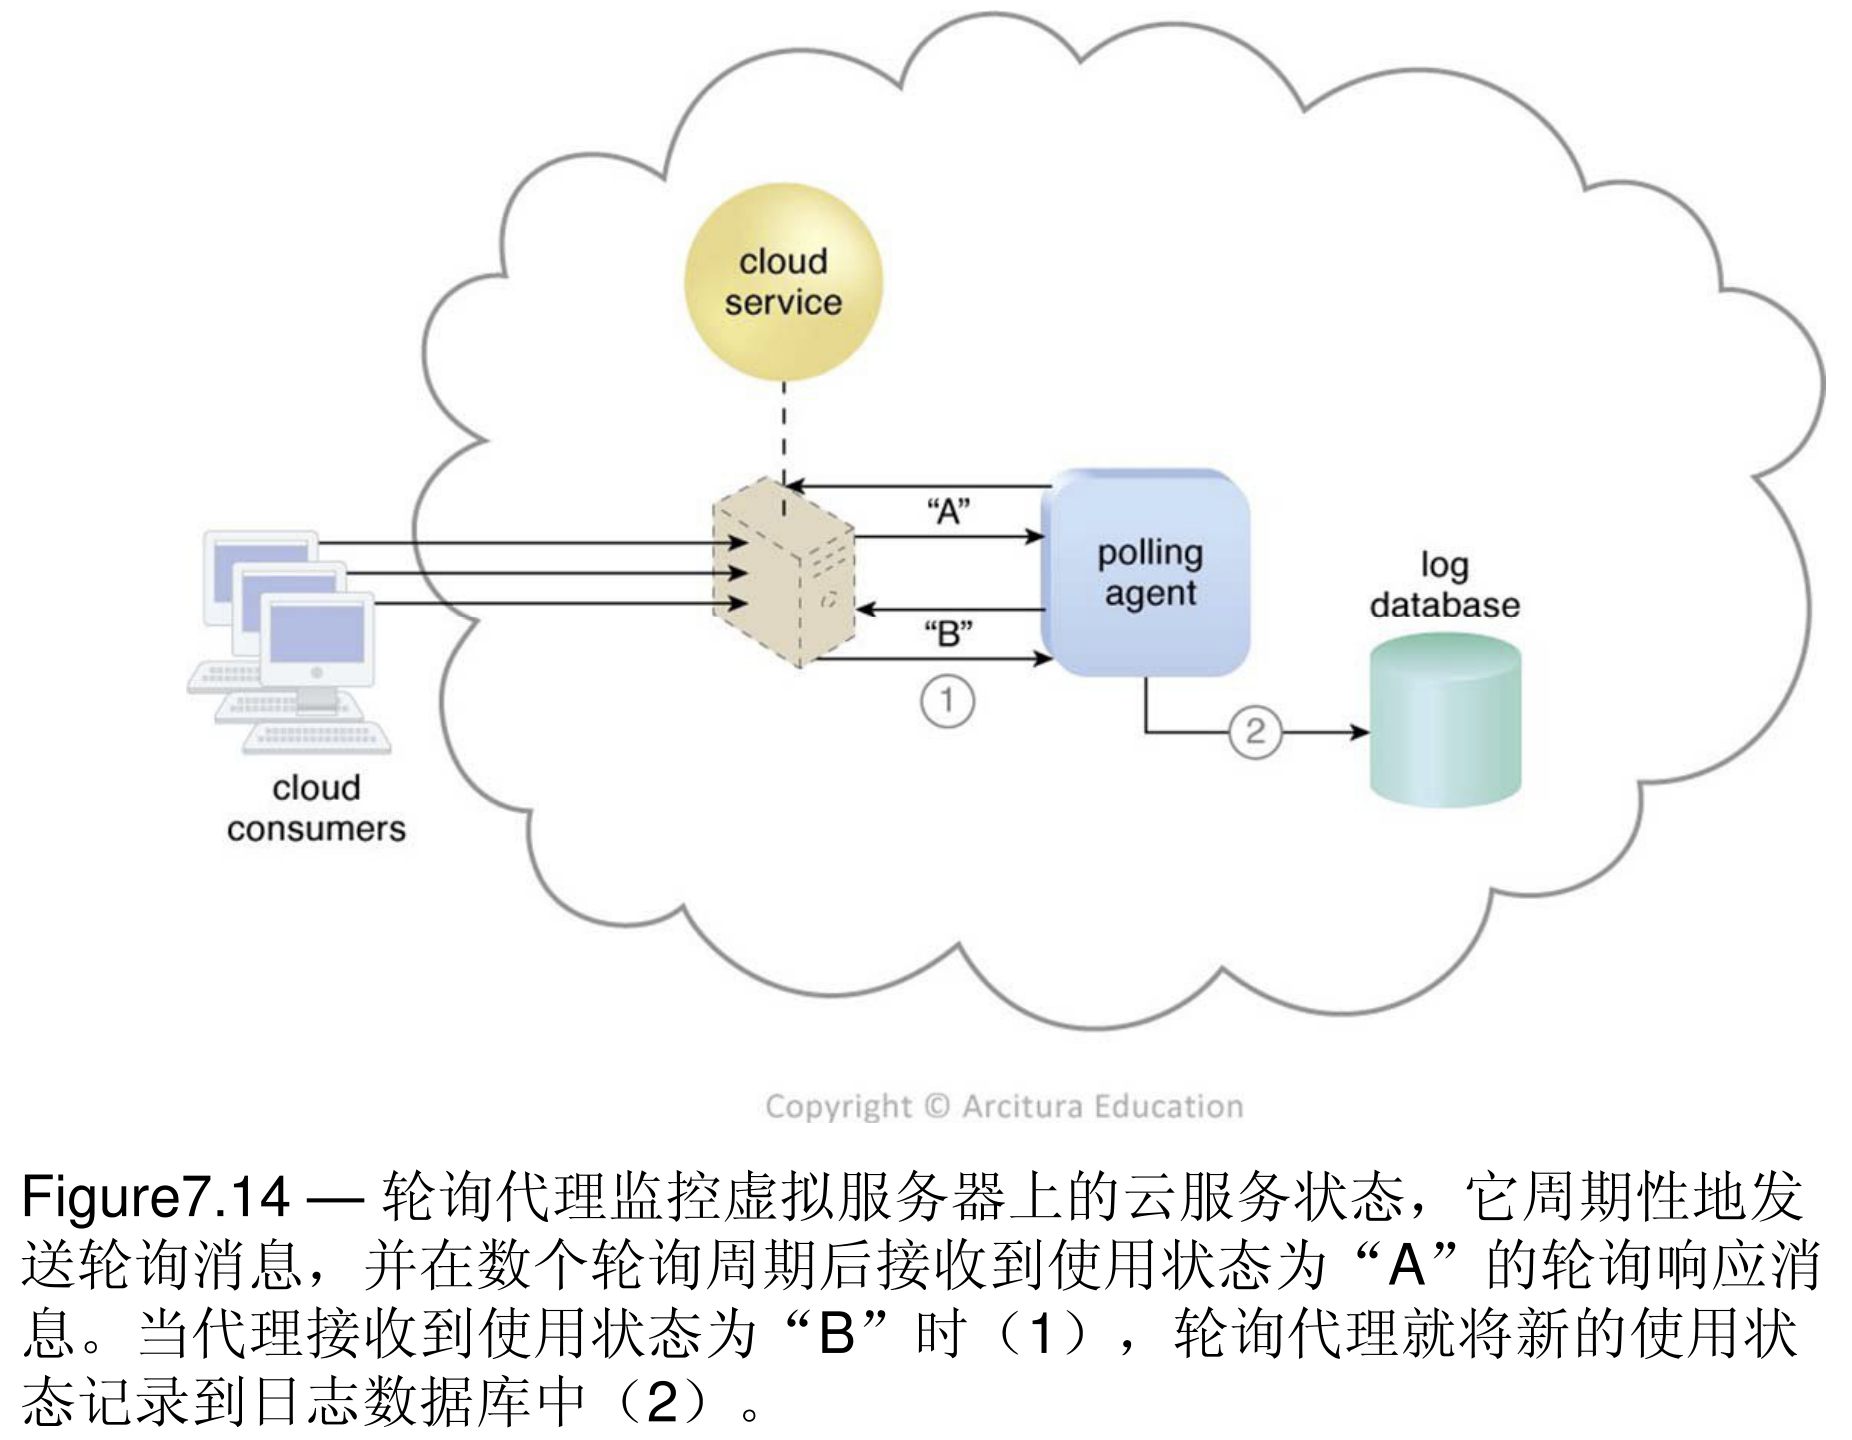 cloud
service
“A”
polling
agent
“B”
1
log
database
2
cloud
consumers
Copyright © Arcitura Education
Figure7.14 — 轮询代理监控虚拟服务器上的云服务状态，它周期性地发
送轮询消息，并在数个轮询周期后接收到使用状态为“A”的轮询响应消
息。当代理接收到使用状态为“B”时（1），轮询代理就将新的使用状
态记录到日志数据库中（2）。